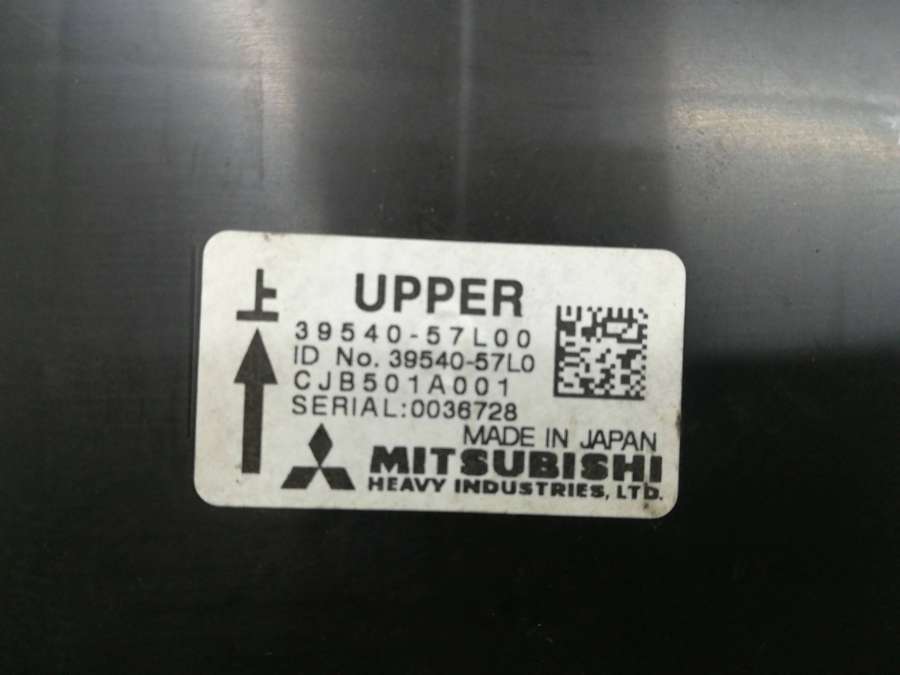 上 UPPER
39540-57L00
ID No. 39540-57L0
CJB501A001
SERIAL:0036728
MADE IN JAPAN
MITSUBISHI
HEAVY INDUSTRIES, LTD.